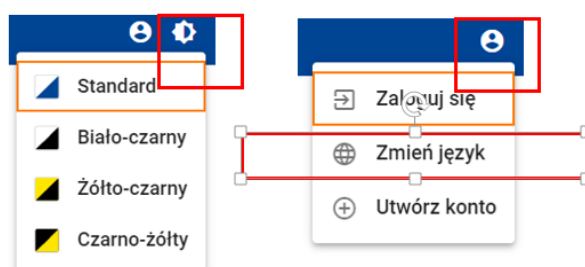 Standard
Biało-czarny
Żółto-czarny
Czarno-żółty
Zaloguj się
Zmień język
Utwórz konto